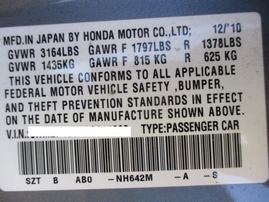 MFD.IN JAPAN BY HONDA MOTOR CO.,LTD; 12/'10
GVWR 3164LBS GAWR F 1797LBS R 1378LBS
GVWR 1435KG GAWR F 815 KG R 625 KG
THIS VEHICLE CONFORMS TO ALL APPLICABLE
FEDERAL MOTOR VEHICLE SAFETY ,BUMPER,
AND THEFT PREVENTION STANDARDS IN EFFECT
ON THE DATE OF MANUFACTURE SHOWN ABOVE.
V.I.N: TYPE:PASSENGER CAR
SZT B AB0 -NH642M -A -S